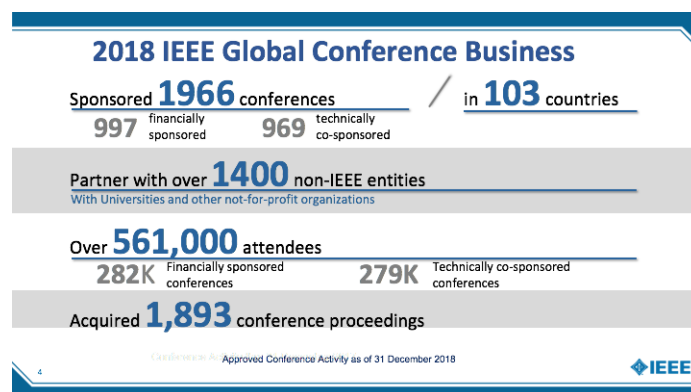 2018 IEEE Global Conference Business
Sponsored 1966 conferences / in 103 countries
997 financially sponsored 969 technically co-sponsored
Partner with over 1400 non-IEEE entities
With Universities and other not-for-profit organizations
Over 561,000 attendees
282K Financially sponsored conferences 279K Technically co-sponsored conferences
Acquired 1,893 conference proceedings
Approved Conference Activity as of 31 December 2018
4
IEEE